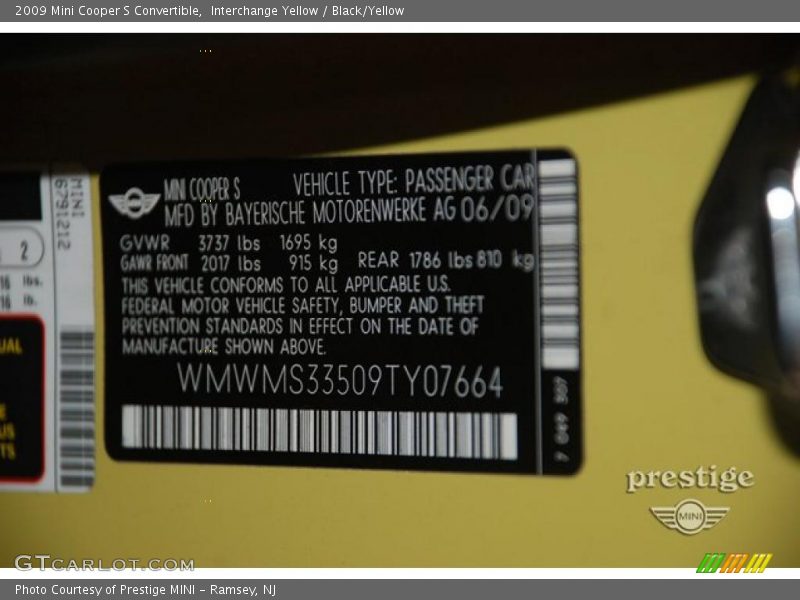 2009 Mini Cooper S Convertible,  Interchange Yellow / Black/Yellow
MINI COOPER S VEHICLE TYPE: PASSENGER CAR
MFD BY BAYERISCHE MOTORENWERKE AG 06/09
GVWR 3737 lbs 1695 kg
GAWR FRONT 2017 lbs 915 kg REAR 1786 lbs 810 kg
THIS VEHICLE CONFORMS TO ALL APPLICABLE U.S.
FEDERAL MOTOR VEHICLE SAFETY, BUMPER AND THEFT
PREVENTION STANDARDS IN EFFECT ON THE DATE OF
MANUFACTURE SHOWN ABOVE.
WMWMS33509TY07664
MINI
6791212
2
lbs.
lb.
prestige
MINI
GTCARLOT.COM
Photo Courtesy of Prestige MINI - Ramsey, NJ